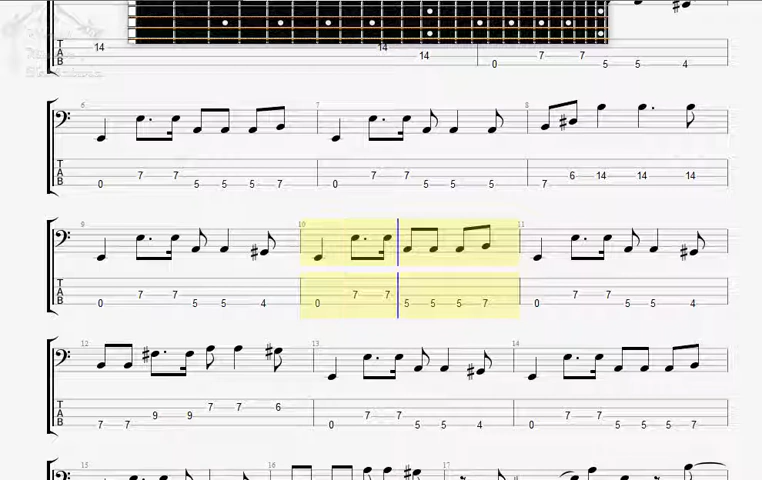 T 14 14
A 14 7 7
B 0 5 5 4
6 7 8
T
A 7 7 7 7 6 14 14 14
B 0 5 5 5 7 0 5 5 5 7
9 10 11
T
A 7 7 7 7 7 7
B 0 5 5 4 0 5 5 5 7 0 5 5 4
12 13 14
T 7 7 6
A 9 9 7 7 7 7
B 7 7 0 5 5 4 0 5 5 5 7
15 16 17